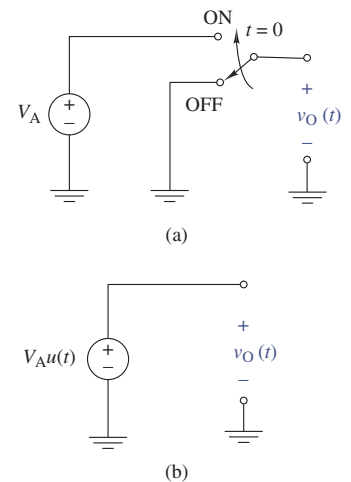 ON
t = 0
OFF
V_A
+
−
+
v_O (t)
−
(a)
V_A u(t)
+
−
+
v_O (t)
−
(b)